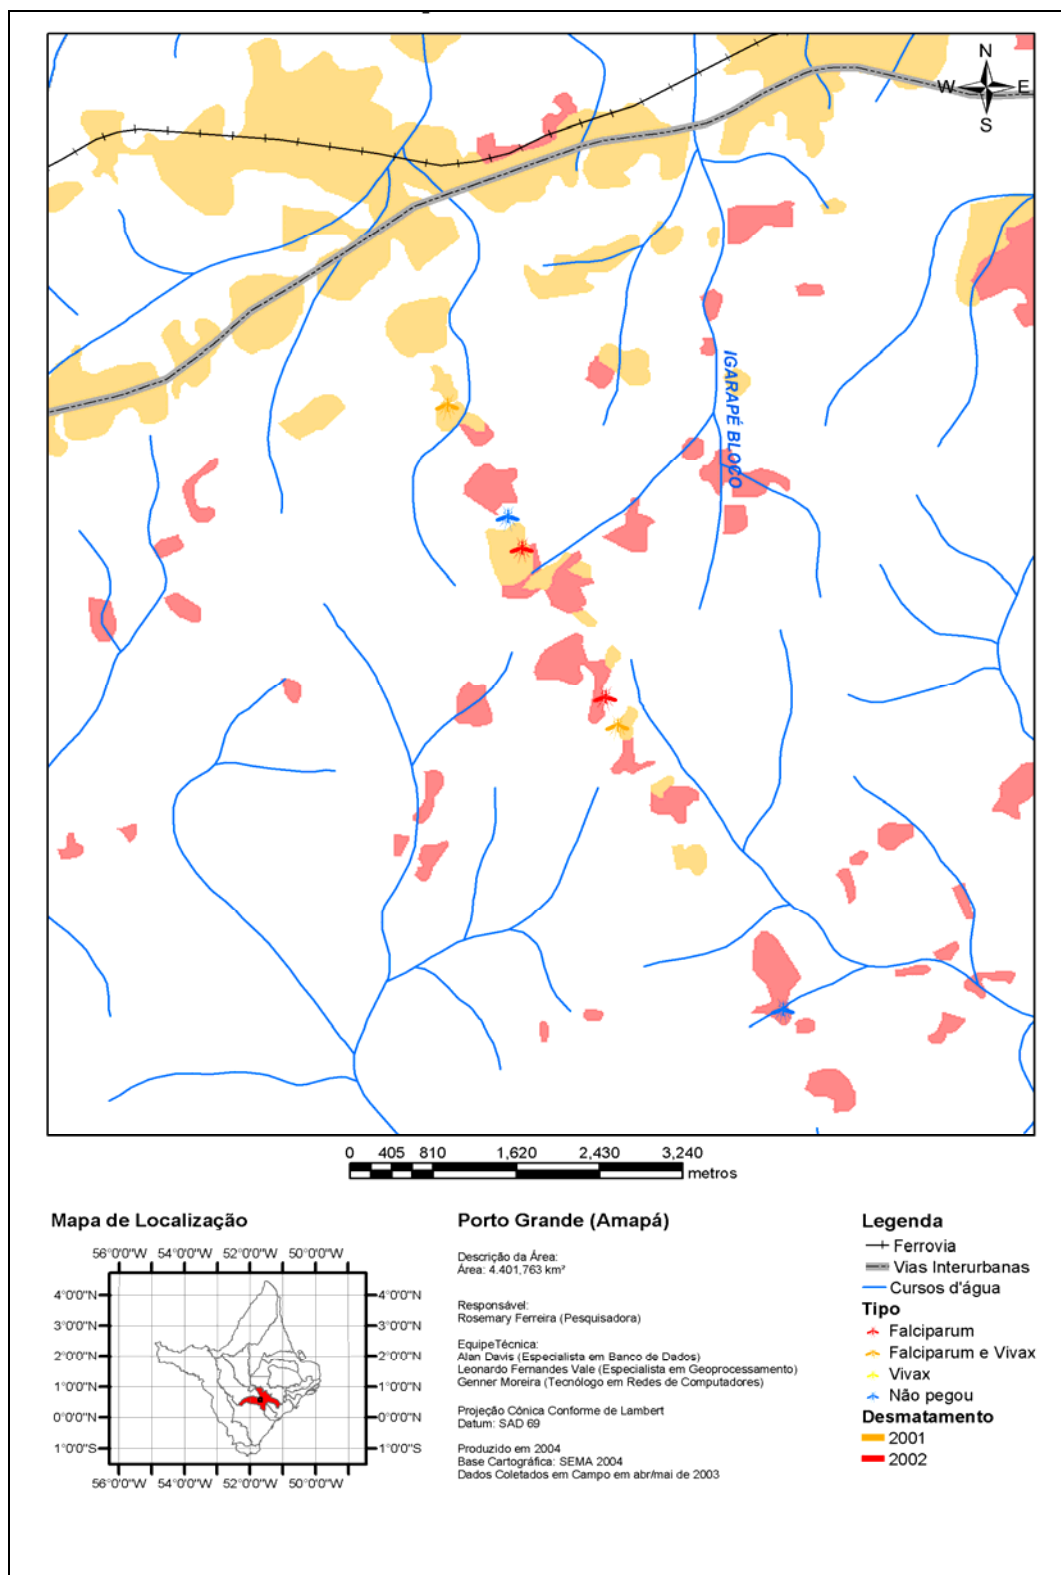 N
W E
S
IGARAPÉ BLOCO
0 405 810 1,620 2,430 3,240
metros
Mapa de Localização
56°0'0"W 54°0'0"W 52°0'0"W 50°0'0"W
4°0'0"N 4°0'0"N
3°0'0"N 3°0'0"N
2°0'0"N 2°0'0"N
1°0'0"N 1°0'0"N
0°0'0"N 0°0'0"N
1°0'0"S 1°0'0"S
56°0'0"W 54°0'0"W 52°0'0"W 50°0'0"W
Porto Grande (Amapá)
Descrição da Área:
Área: 4.401,763 km²
Responsável:
Rosemary Ferreira (Pesquisadora)
EquipeTécnica:
Alan Davis (Especialista em Banco de Dados)
Leonardo Fernandes Vale (Especialista em Geoprocessamento)
Genner Moreira (Tecnólogo em Redes de Computadores)
Projeção Cônica Conforme de Lambert
Datum: SAD 69
Produzido em 2004
Base Cartográfica: SEMA 2004
Dados Coletados em Campo em abr/mai de 2003
Legenda
Ferrovia
Vias Interurbanas
Cursos d'água
Tipo
Falciparum
Falciparum e Vivax
Vivax
Não pegou
Desmatamento
2001
2002